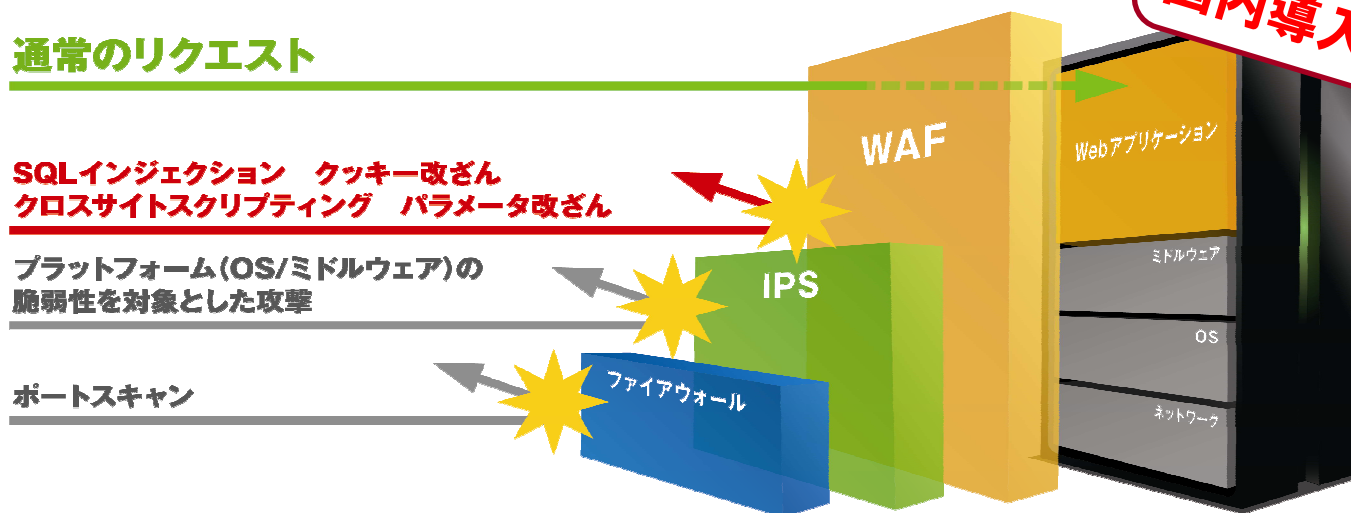 国内導入
通常のリクエスト
WAF
Webアプリケーション
SQLインジェクション　クッキー改ざん
クロスサイトスクリプティング　パラメータ改ざん
ミドルウェア
プラットフォーム(OS/ミドルウェア)の
脆弱性を対象とした攻撃
IPS
OS
ポートスキャン
ファイアウォール
ネットワーク